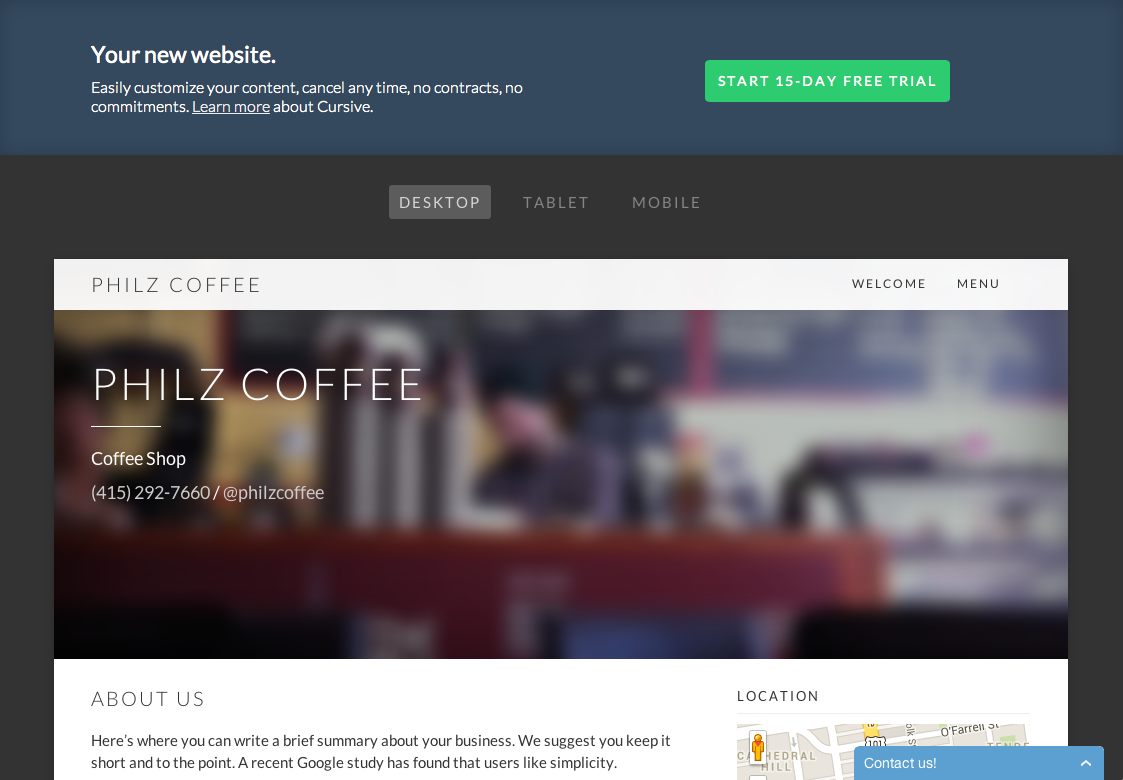 Your new website.
Easily customize your content, cancel any time, no contracts, no
commitments. Learn more about Cursive.
START 15-DAY FREE TRIAL
DESKTOP TABLET MOBILE
PHILZ COFFEE
WELCOME MENU
PHILZ COFFEE
Coffee Shop
(415) 292-7660 / @philzcoffee
ABOUT US
Here's where you can write a brief summary about your business. We suggest you keep it
short and to the point. A recent Google study has found that users like simplicity.
LOCATION
O'Farrell St
101
HILL
Contact us!